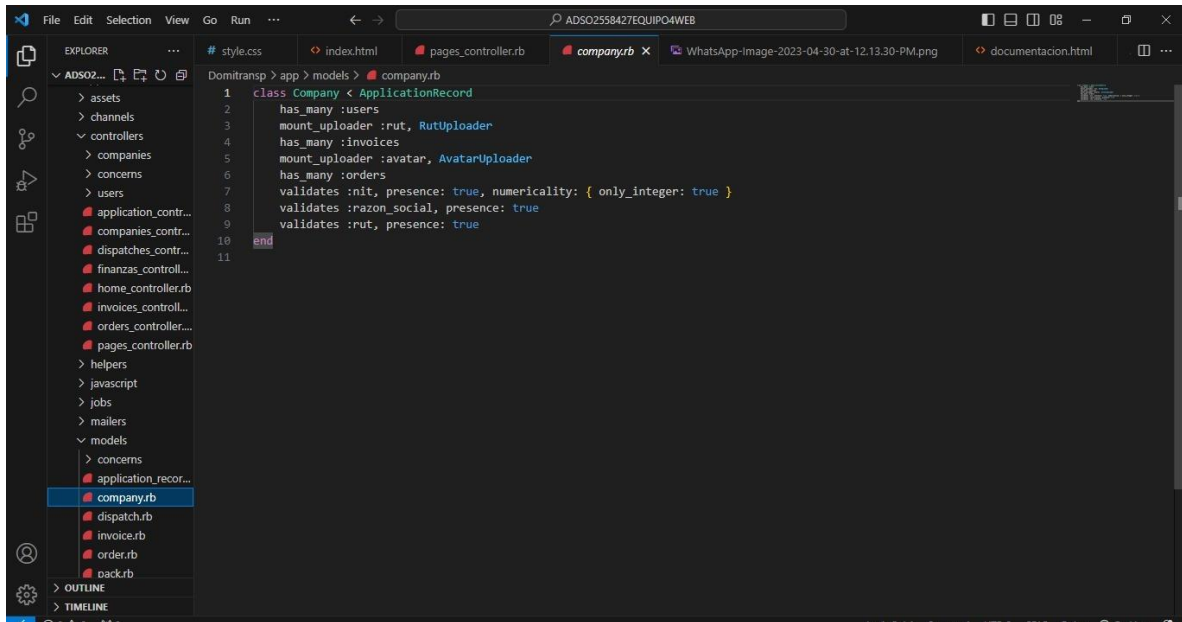 File Edit Selection View Go Run ... ADSO2558427EQUIPO4WEB
EXPLORER ...
# style.css index.html pages_controller.rb company.rb WhatsApp-Image-2023-04-30-at-12.13.30-PM.png documentacion.html
ADSO2...
Domitransp > app > models > company.rb
assets
channels
controllers
companies
concerns
users
application_contr...
companies_contr...
dispatches_contr...
finanzas_controll...
home_controller.rb
invoices_controll...
orders_controller....
pages_controller.rb
helpers
javascript
jobs
mailers
models
concerns
application_recor...
company.rb
dispatch.rb
invoice.rb
order.rb
pack.rb
OUTLINE
TIMELINE
1 class Company < ApplicationRecord
2 has_many :users
3 mount_uploader :rut, RutUploader
4 has_many :invoices
5 mount_uploader :avatar, AvatarUploader
6 has_many :orders
7 validates :nit, presence: true, numericality: { only_integer: true }
8 validates :razon_social, presence: true
9 validates :rut, presence: true
10 end
11